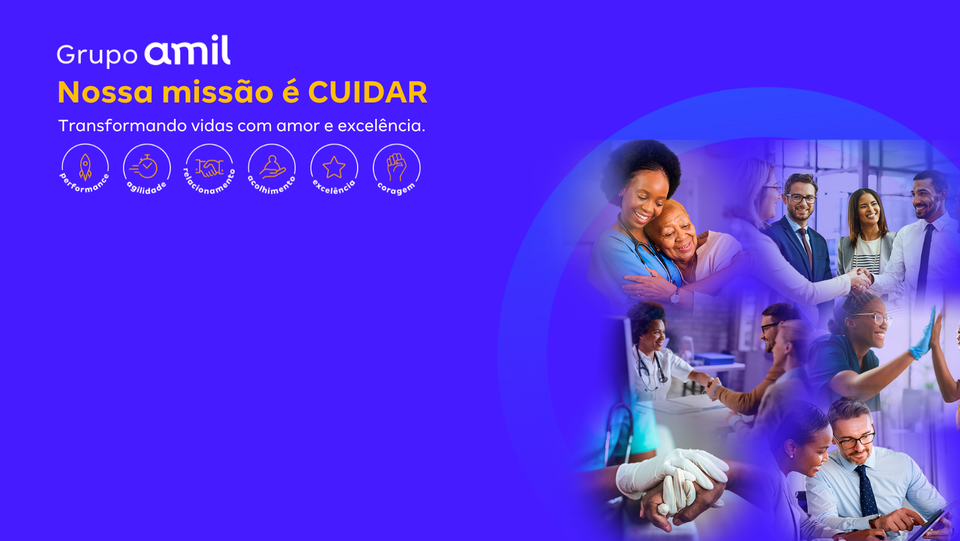 Grupo amil
Nossa missão é CUIDAR
Transformando vidas com amor e excelência.
performance
agilidade
relacionamento
acolhimento
excelência
coragem